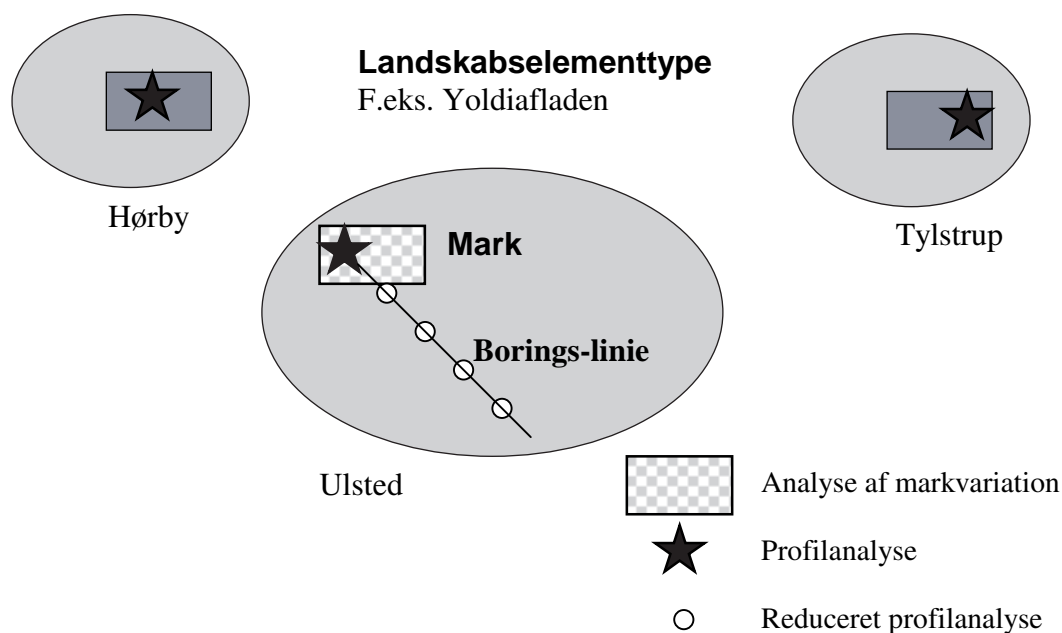 Landskabselementtype
F.eks. Yoldiafladen
Hørby
Tylstrup
Mark
Borings-linie
Ulsted
Analyse af markvariation
Profilanalyse
Reduceret profilanalyse